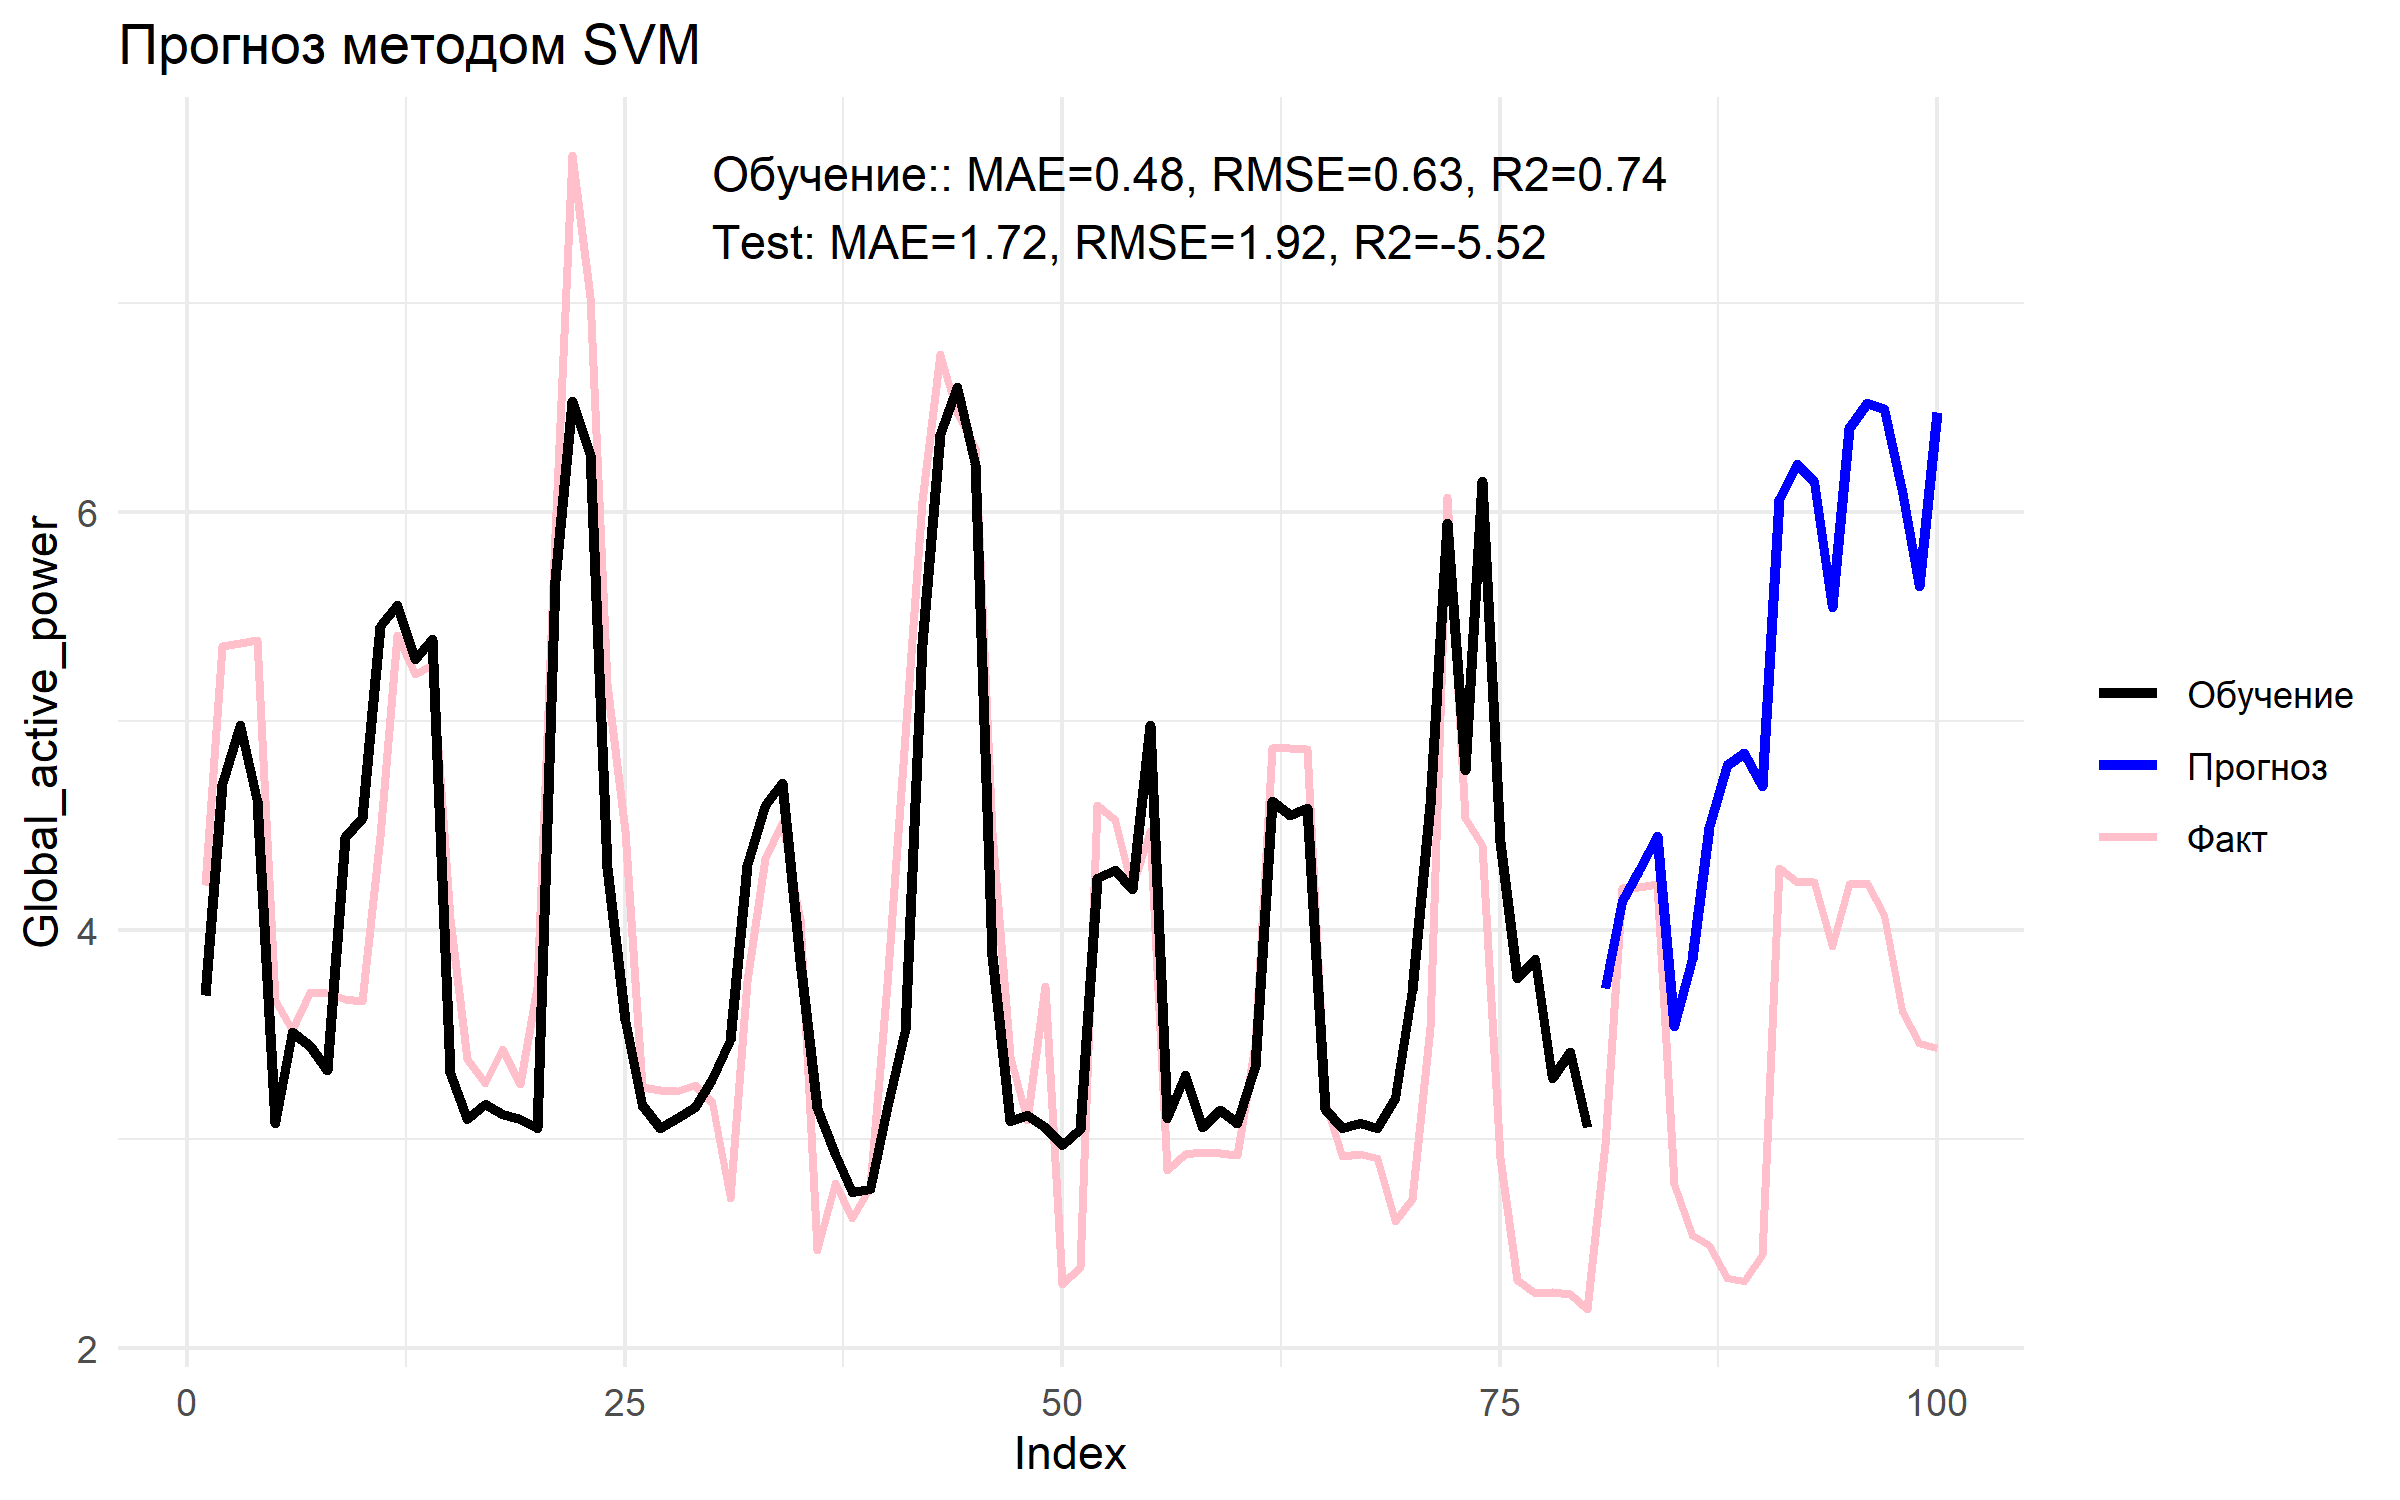 Прогноз методом SVM
Обучение:: MAE=0.48, RMSE=0.63, R2=0.74
Test: MAE=1.72, RMSE=1.92, R2=-5.52
Global_active_power
6
4
2
0
25
50
75
100
Index
Обучение
Прогноз
Факт